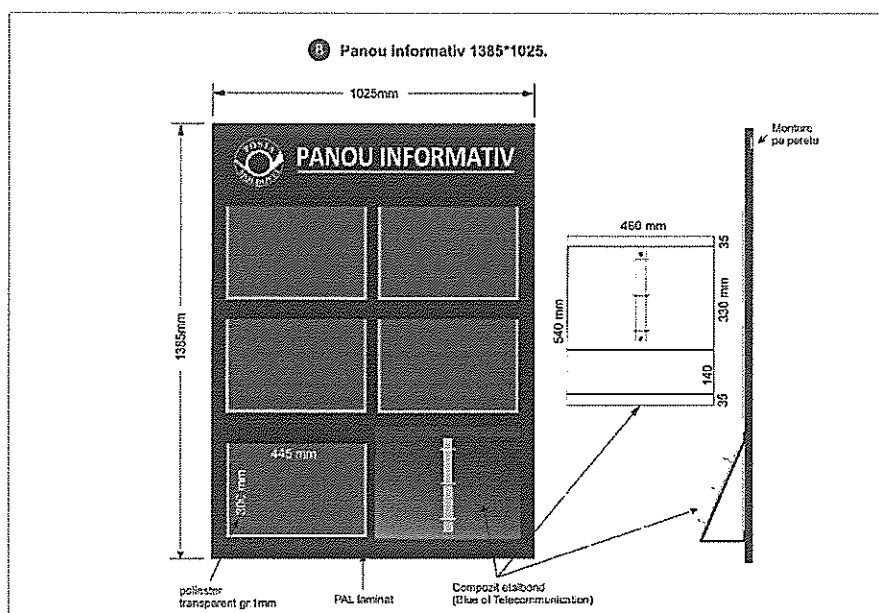 B Panou informativ 1385*1025.
1025mm
Montare
pe perete
POSTA
PANOU INFORMATIV
460 mm
35
330 mm
540 mm
140
35
1385mm
445 mm
poliester
transparent gr.1mm
PAL laminat
Compozit etalbond
(Blue of Telecommunication)